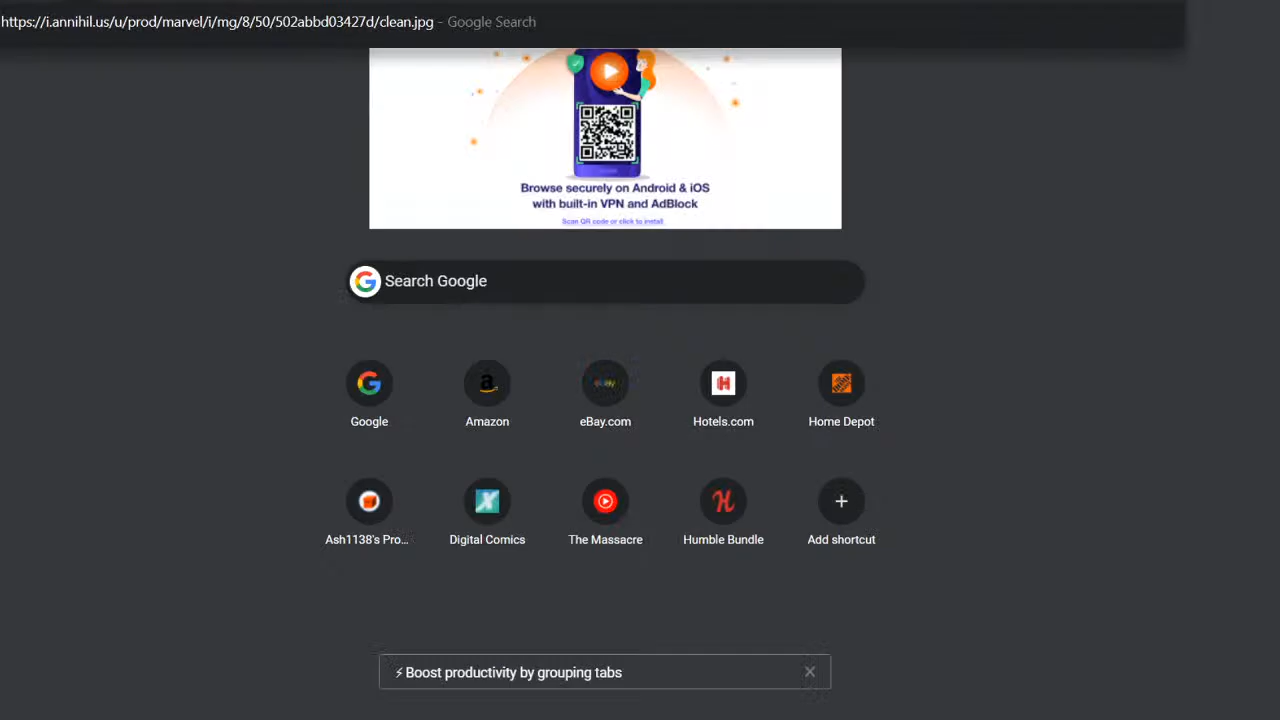 https://i.annihil.us/u/prod/marvel/i/mg/8/50/502abbd03427d/clean.jpg - Google Search
Browse securely on Android & iOS
with built-in VPN and AdBlock
Scan QR code or click to install
Search Google
Google
Amazon
eBay.com
Hotels.com
Home Depot
Ash1138's Pro...
Digital Comics
The Massacre
Humble Bundle
Add shortcut
⚡Boost productivity by grouping tabs